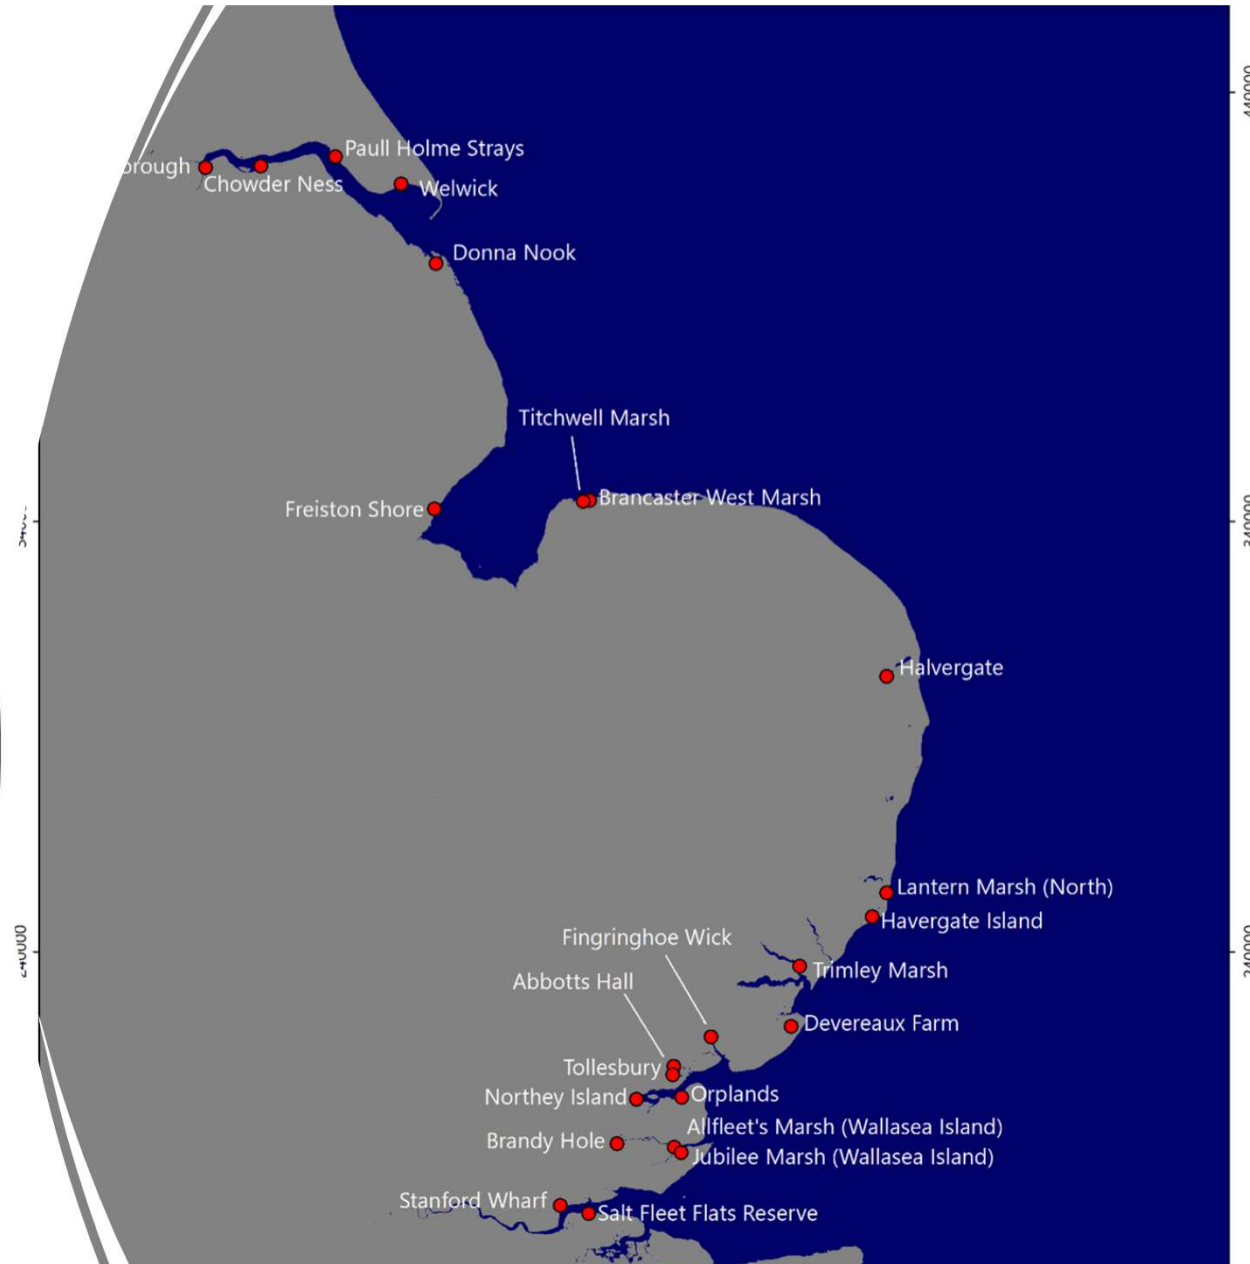 Paull Holme Strays
Chowder Ness
Welwick
Donna Nook
Titchwell Marsh
Brancaster West Marsh
Freiston Shore
Halvergate
Lantern Marsh (North)
Havergate Island
Fingringhoe Wick
Trimley Marsh
Abbotts Hall
Devereaux Farm
Tollesbury
Northey Island
Orplands
Allfleet's Marsh (Wallasea Island)
Brandy Hole
Jubilee Marsh (Wallasea Island)
Stanford Wharf
Salt Fleet Flats Reserve